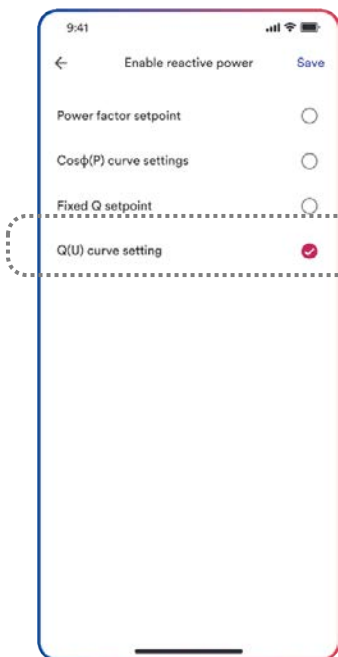 9:41
Enable reactive power Save
Power factor setpoint
Cosϕ(P) curve settings
Fixed Q setpoint
Q(U) curve setting